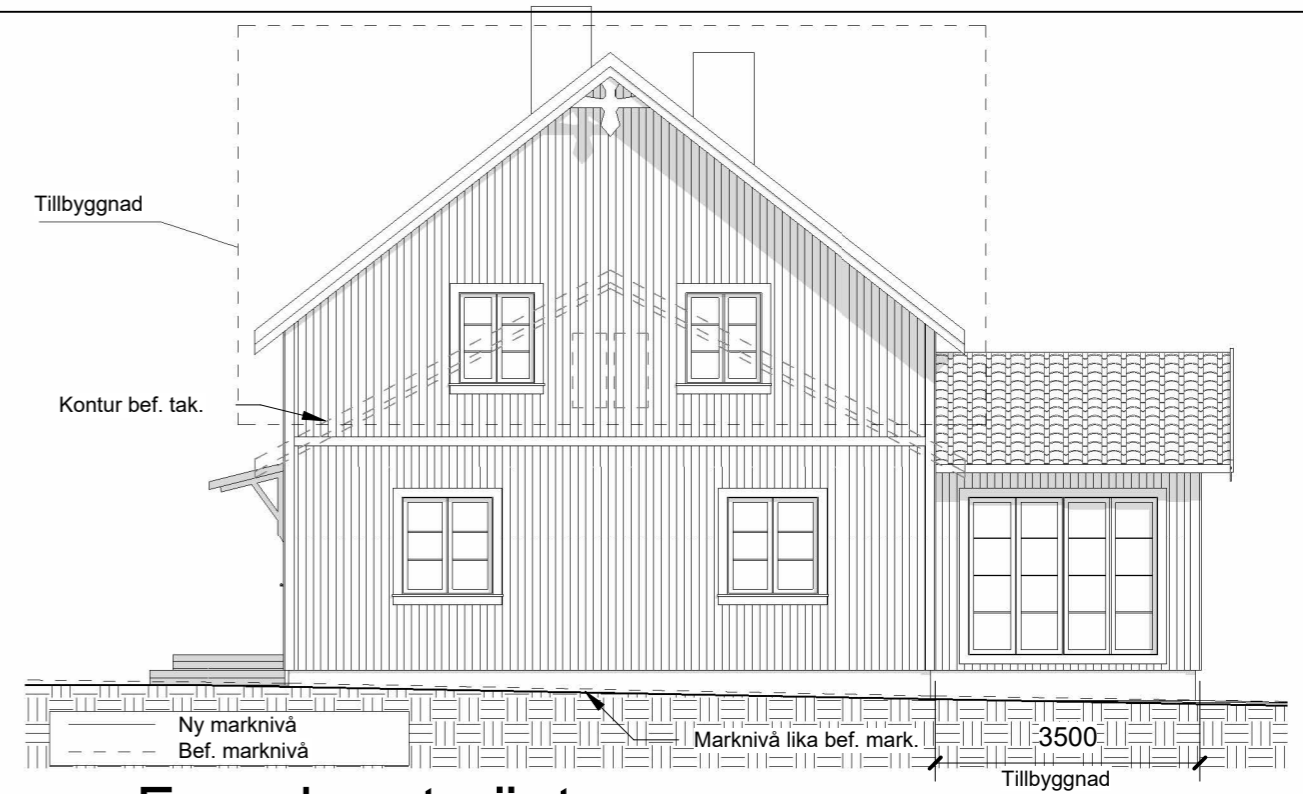 Tillbyggnad
Kontur bef. tak.
Ny marknivå
Bef. marknivå
Marknivå lika bef. mark.
3500
Tillbyggnad